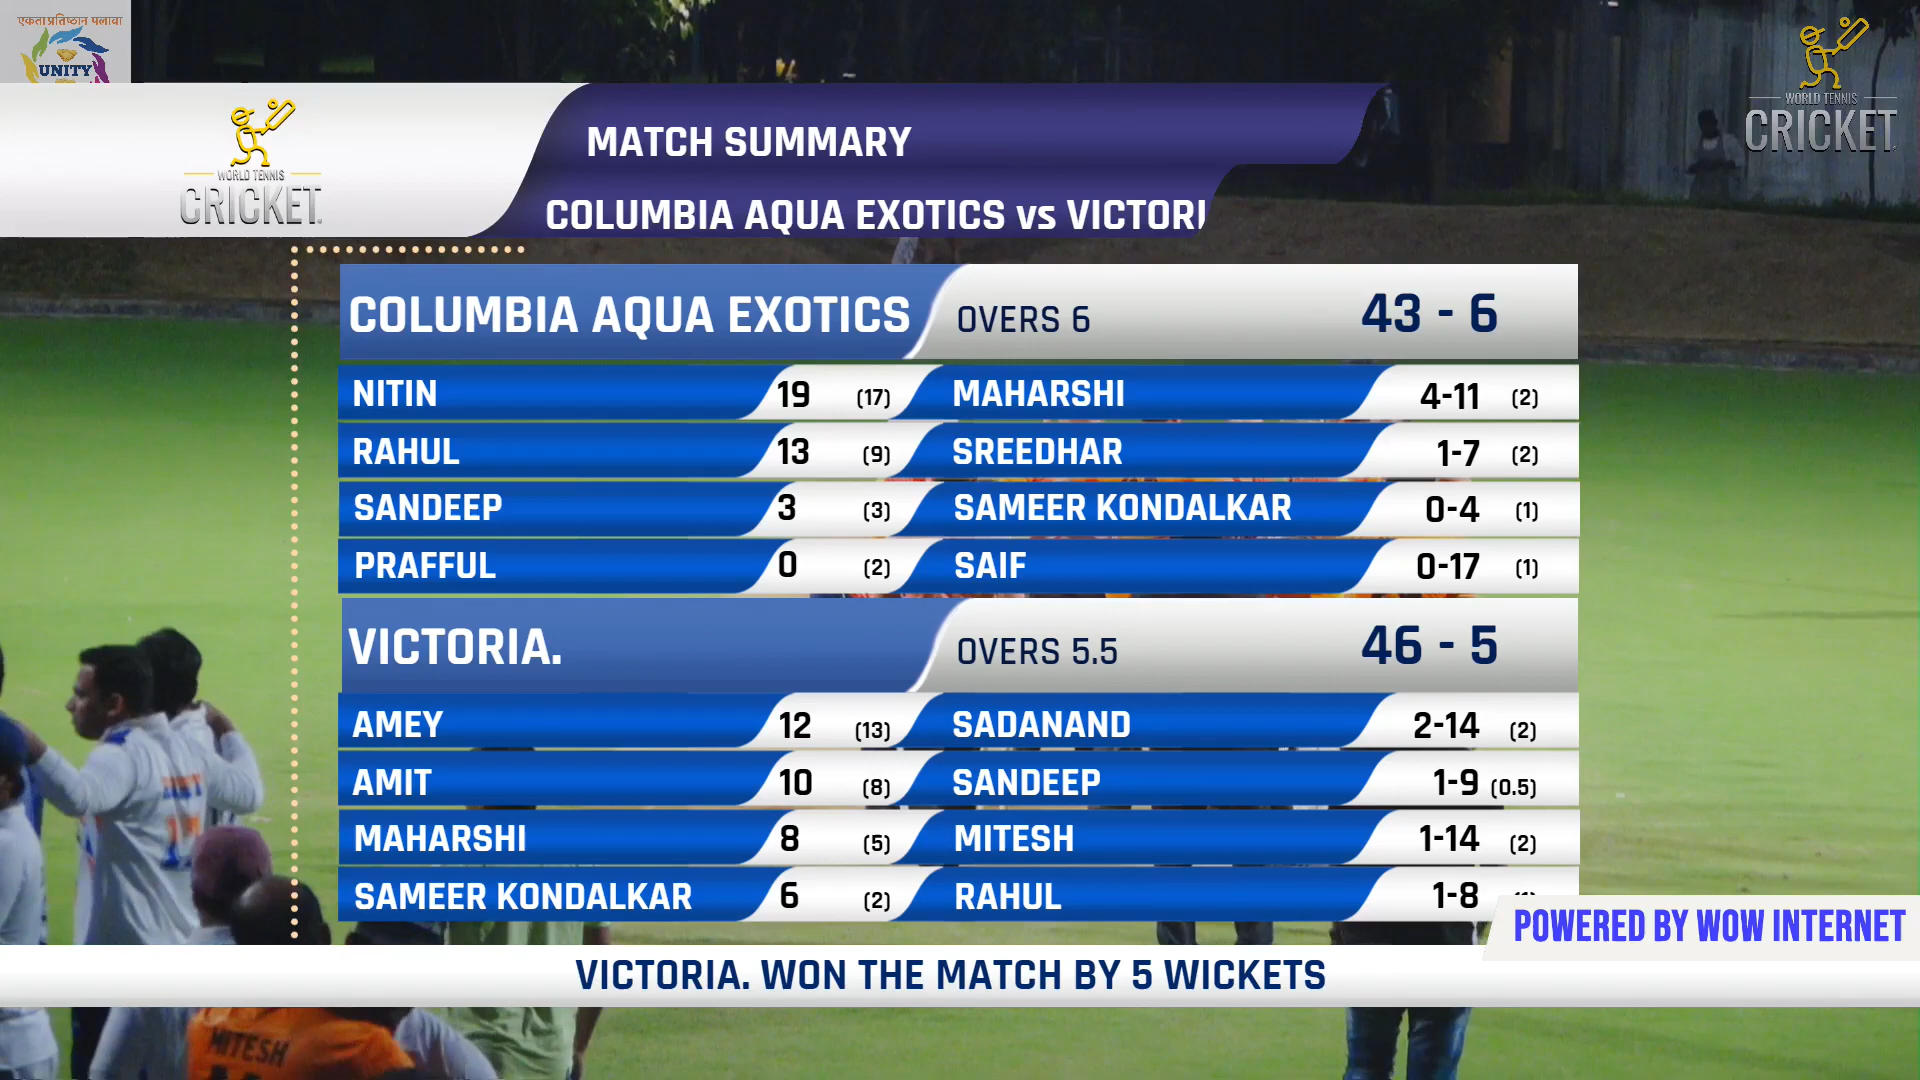 एकता प्रतिष्ठान पलावा
UNITY
WORLD TENNIS
CRICKET
WORLD TENNIS
CRICKET
MATCH SUMMARY
COLUMBIA AQUA EXOTICS vs VICTORI
COLUMBIA AQUA EXOTICS OVERS 6 43 - 6
NITIN 19 (17) MAHARSHI 4-11 (2)
RAHUL 13 (9) SREEDHAR 1-7 (2)
SANDEEP 3 (3) SAMEER KONDALKAR 0-4 (1)
PRAFFUL 0 (2) SAIF 0-17 (1)
VICTORIA. OVERS 5.5 46 - 5
AMEY 12 (13) SADANAND 2-14 (2)
AMIT 10 (8) SANDEEP 1-9 (0.5)
MAHARSHI 8 (5) MITESH 1-14 (2)
SAMEER KONDALKAR 6 (2) RAHUL 1-8
POWERED BY WOW INTERNET
VICTORIA. WON THE MATCH BY 5 WICKETS
MITESH